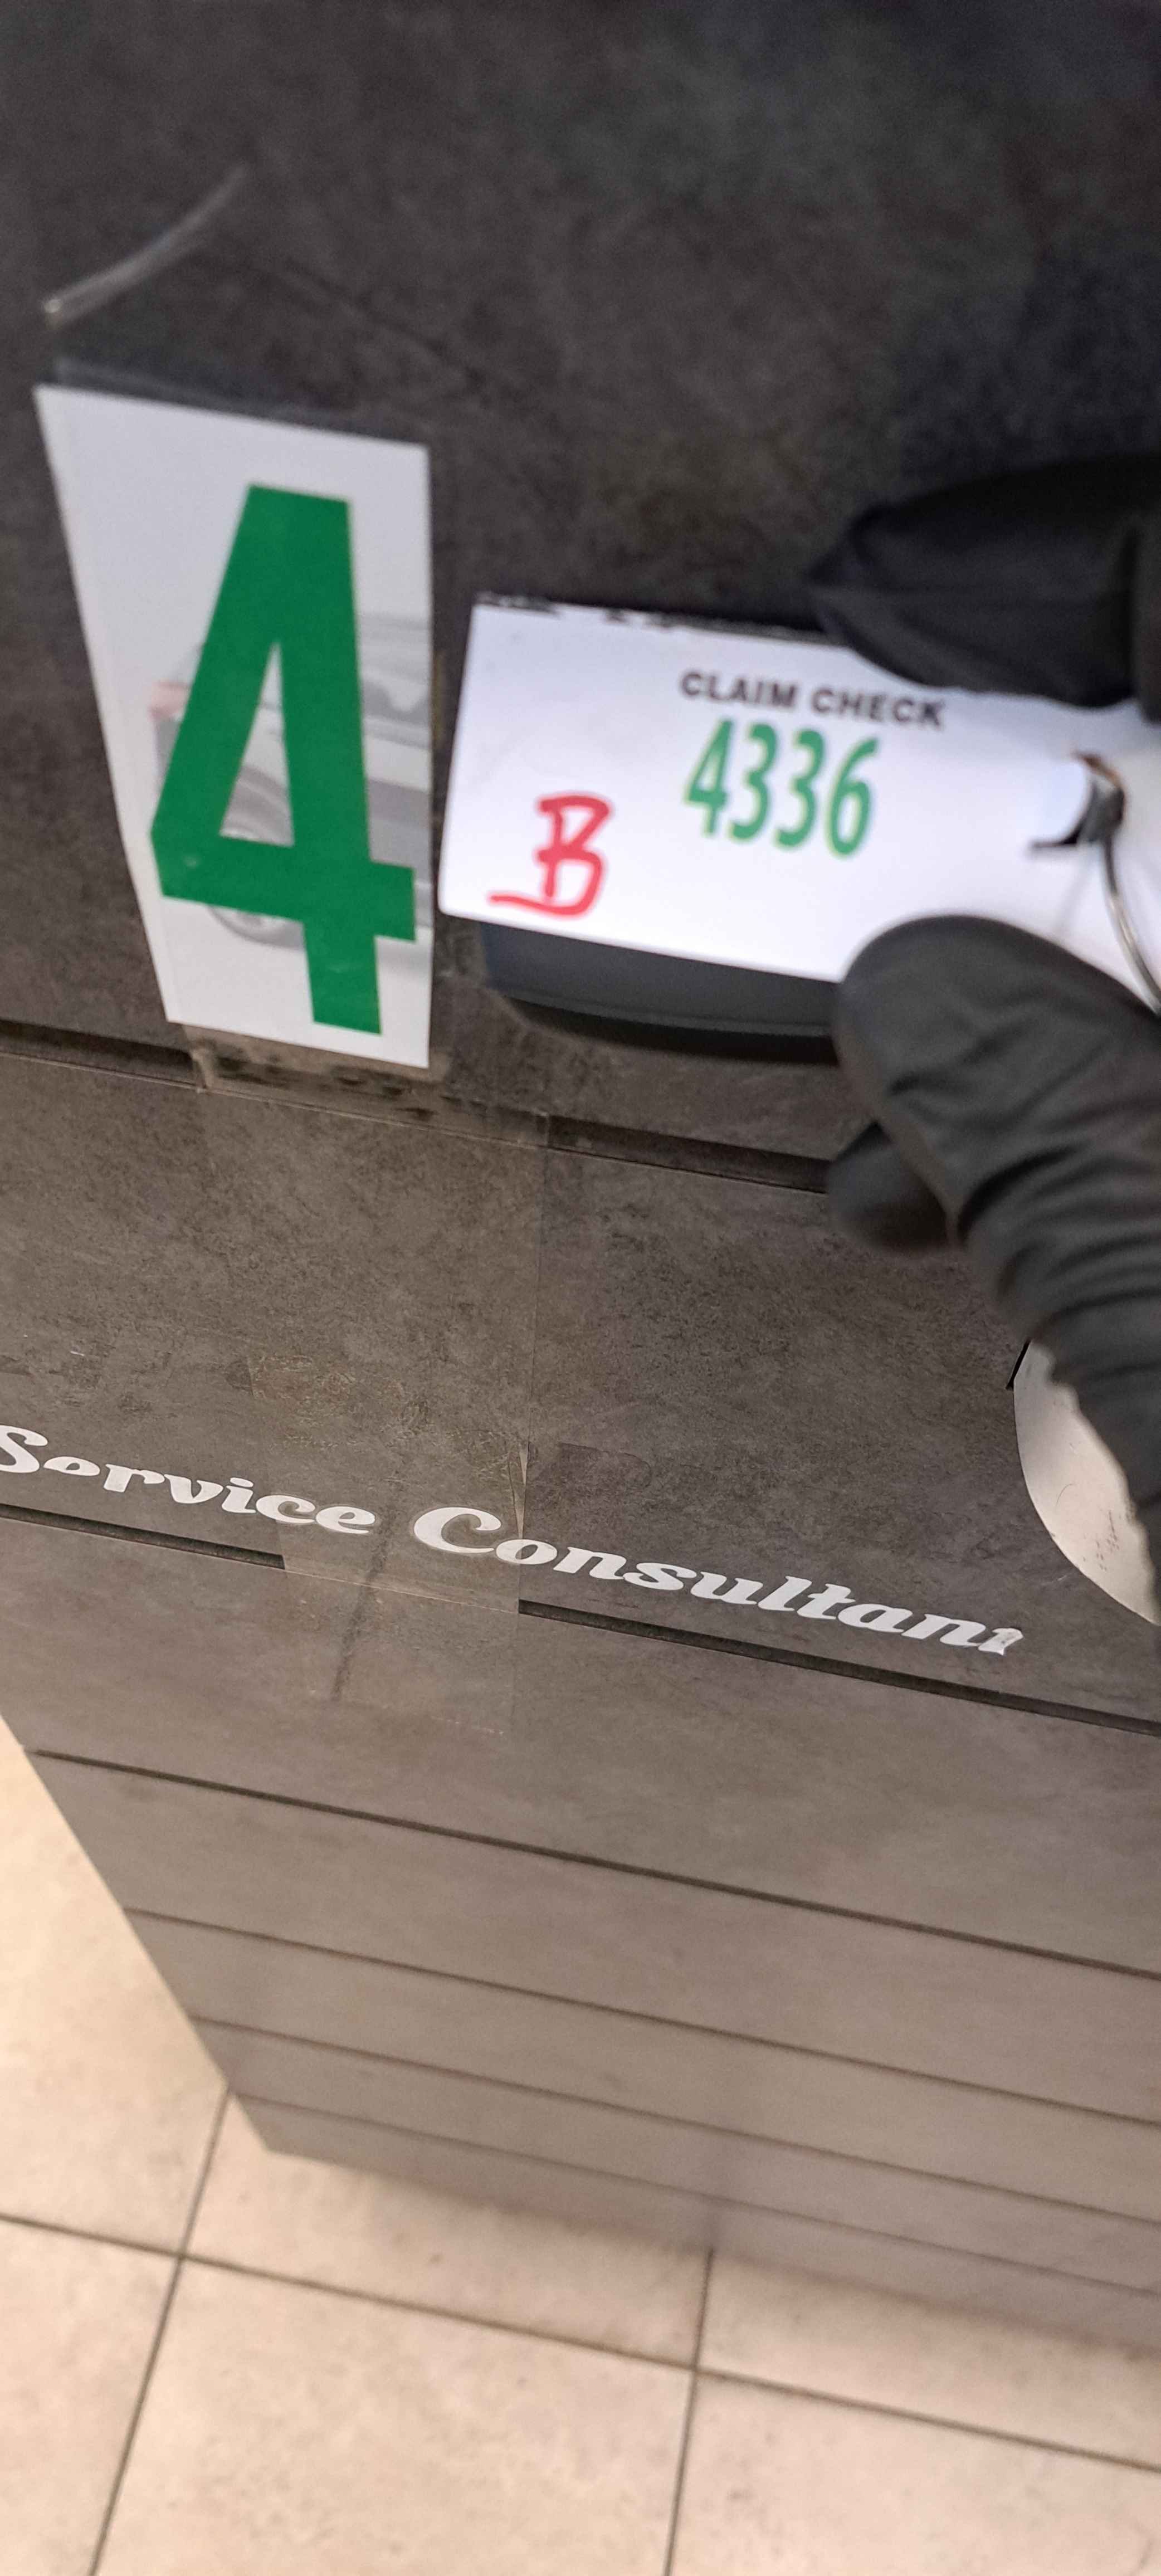 4
CLAIM CHECK
4336
B
Service Consultant